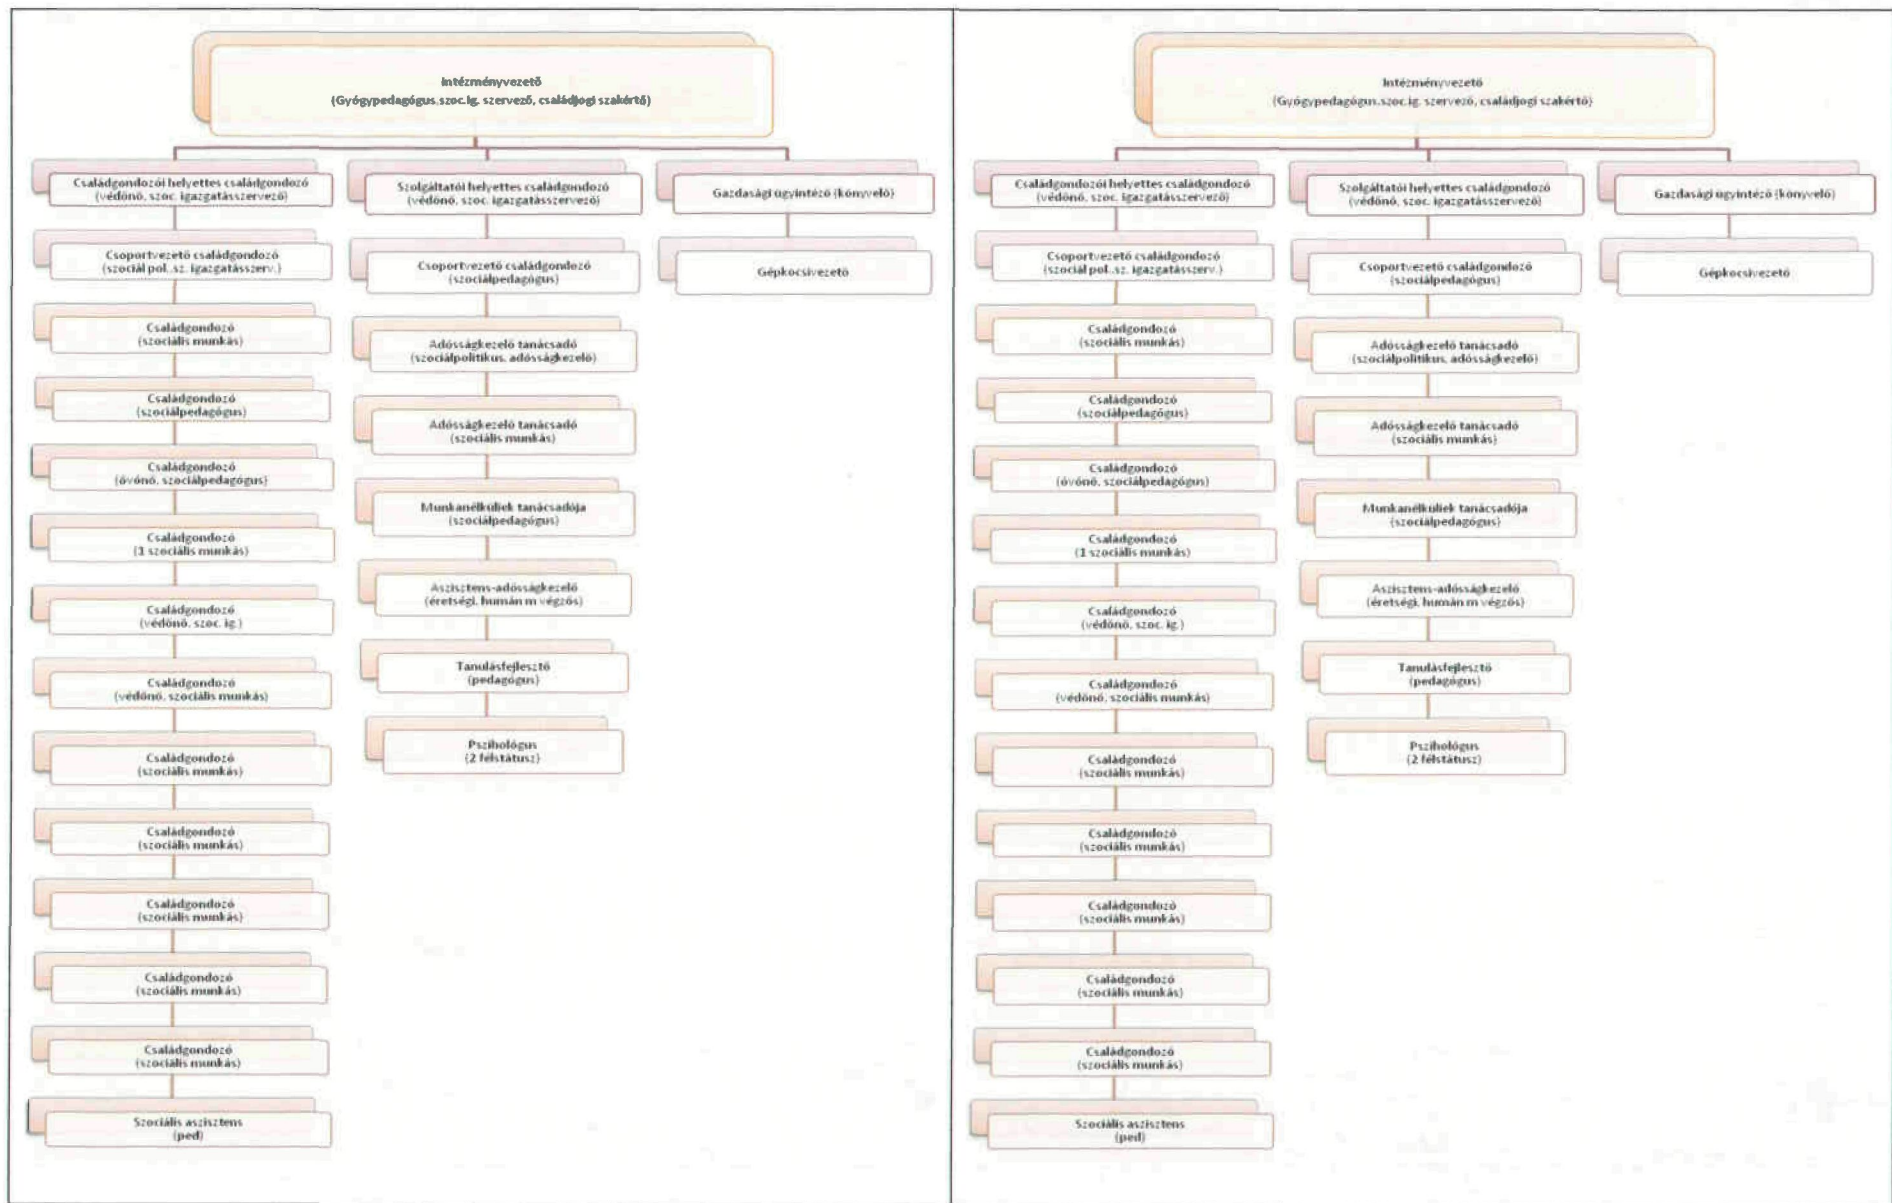 Intézményvezető
(Gyógypedagógus,szoc.ig. szervező, családjogi szakértő)
Családgondozói helyettes családgondozó
(védőnő, szoc. igazgatásszervező)
Csoportvezető családgondozó
(szociál pol.,sz. igazgatásszerv.)
Családgondozó
(szociális munkás)
Családgondozó
(szociálpedagógus)
Családgondozó
(óvónő, szociálpedagógus)
Családgondozó
(1 szociális munkás)
Családgondozó
(védőnő, szoc. ig.)
Családgondozó
(védőnő, szociális munkás)
Családgondozó
(szociális munkás)
Családgondozó
(szociális munkás)
Családgondozó
(szociális munkás)
Családgondozó
(szociális munkás)
Családgondozó
(szociális munkás)
Szociális aszisztens
(ped)
Szolgáltatói helyettes családgondozó
(védőnő, szoc. igazgatásszervező)
Csoportvezető családgondozó
(szociálpedagógus)
Adósságkezelő tanácsadó
(szociálpolitikus, adósságkezelő)
Adósságkezelő tanácsadó
(szociális munkás)
Munkanélküliek tanácsadója
(szociálpedagógus)
Aszisztens-adósságkezelő
(éretségi, humán m végzős)
Tanulásfejlesztő
(pedagógus)
Pszihológus
(2 félstátusz)
Gazdasági ügyintéző (könyvelő)
Gépkocsivezető
Intézményvezető
(Gyógypedagógus,szoc.ig. szervező, családjogi szakértő)
Családgondozói helyettes családgondozó
(védőnő, szoc. igazgatásszervező)
Csoportvezető családgondozó
(szociál pol.,sz. igazgatásszerv.)
Családgondozó
(szociális munkás)
Családgondozó
(szociálpedagógus)
Családgondozó
(óvónő, szociálpedagógus)
Családgondozó
(1 szociális munkás)
Családgondozó
(védőnő, szoc. ig.)
Családgondozó
(védőnő, szociális munkás)
Családgondozó
(szociális munkás)
Családgondozó
(szociális munkás)
Családgondozó
(szociális munkás)
Családgondozó
(szociális munkás)
Családgondozó
(szociális munkás)
Szociális aszisztens
(ped)
Szolgáltatói helyettes családgondozó
(védőnő, szoc. igazgatásszervező)
Csoportvezető családgondozó
(szociálpedagógus)
Adósságkezelő tanácsadó
(szociálpolitikus, adósságkezelő)
Adósságkezelő tanácsadó
(szociális munkás)
Munkanélküliek tanácsadója
(szociálpedagógus)
Aszisztens-adósságkezelő
(éretségi, humán m végzős)
Tanulásfejlesztő
(pedagógus)
Pszihológus
(2 félstátusz)
Gazdasági ügyintéző (könyvelő)
Gépkocsivezető